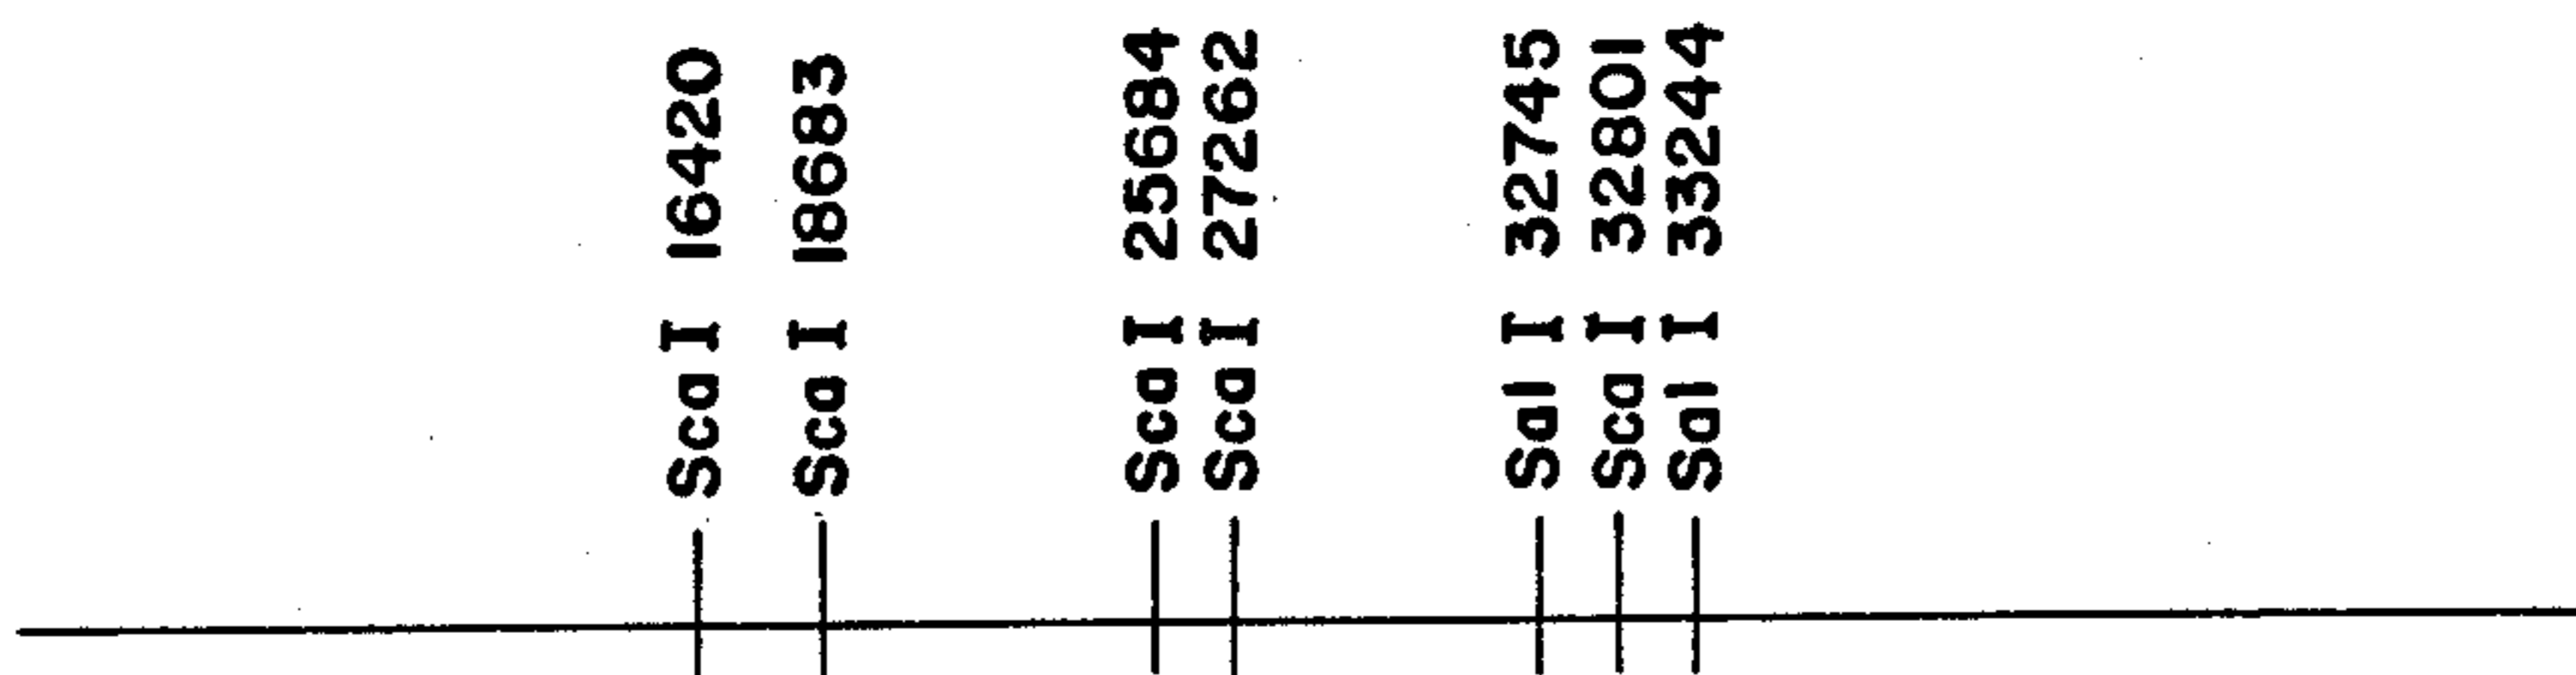 Sca I 16420
Sca I 18683
Sca I 25684
Sca I 27262
Sal I 32745
Sca I 32801
Sal I 33244